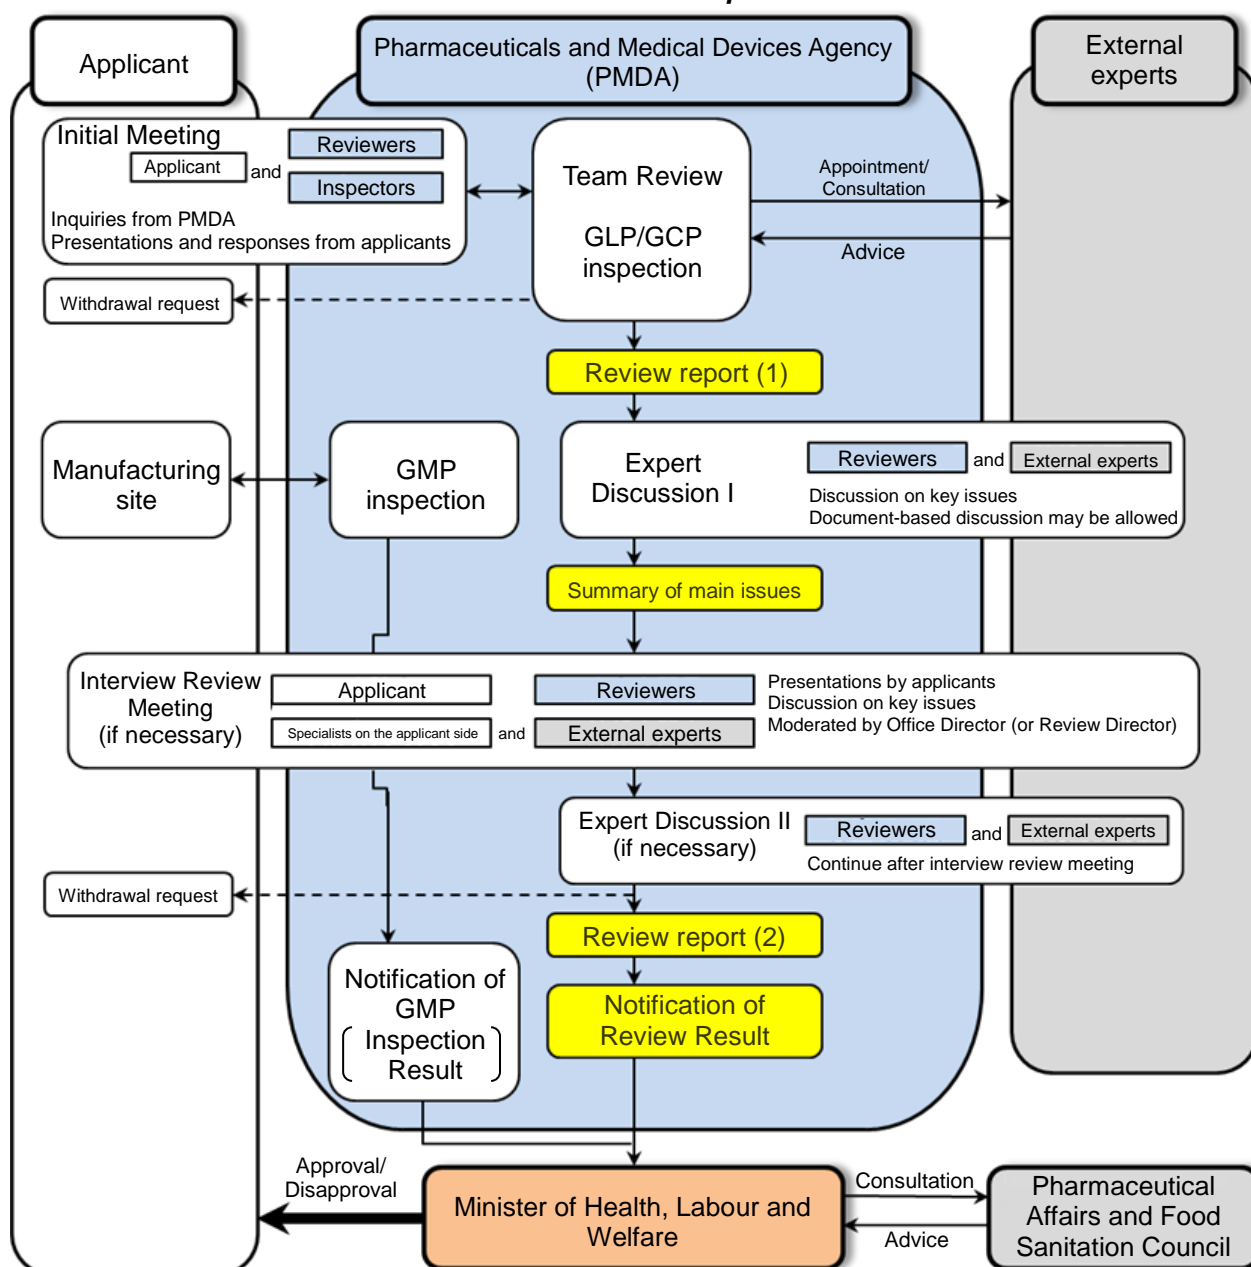 Applicant
Pharmaceuticals and Medical Devices Agency
(PMDA)
External
experts
Initial Meeting
Applicant
and
Reviewers
Inspectors
Inquiries from PMDA
Presentations and responses from applicants
Team Review
GLP/GCP
inspection
Appointment/
Consultation
Advice
Withdrawal request
Review report (1)
Manufacturing
site
GMP
inspection
Expert
Discussion I
Reviewers
and
External experts
Discussion on key issues
Document-based discussion may be allowed
Summary of main issues
Interview Review
Meeting
(if necessary)
Applicant
Specialists on the applicant side
and
Reviewers
External experts
Presentations by applicants
Discussion on key issues
Moderated by Office Director (or Review Director)
Expert Discussion II
(if necessary)
Reviewers
and
External experts
Continue after interview review meeting
Withdrawal request
Review report (2)
Notification of
GMP
Inspection
Result
Notification of
Review Result
Approval/
Disapproval
Minister of Health, Labour and
Welfare
Consultation
Advice
Pharmaceutical
Affairs and Food
Sanitation Council